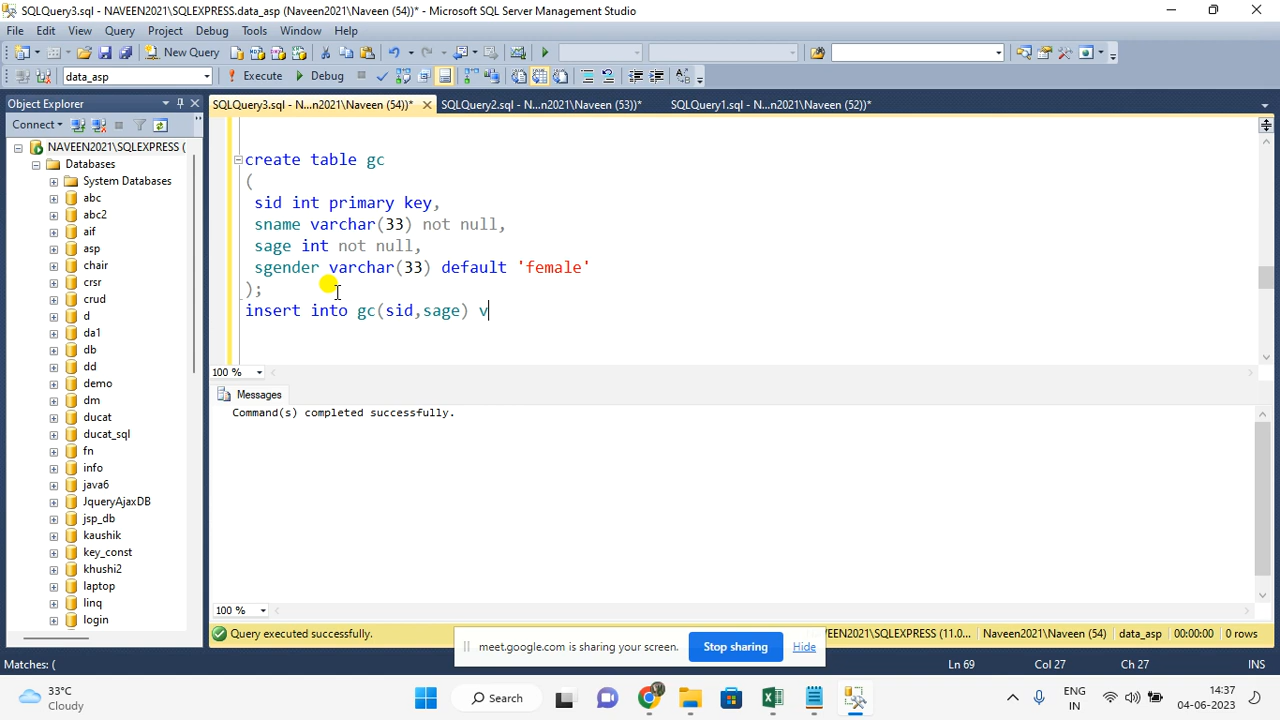 SQLQuery3.sql - NAVEEN2021\SQLEXPRESS.data_asp (Naveen2021\Naveen (54))* - Microsoft SQL Server Management Studio
File Edit View Query Project Debug Tools Window Help
New Query
data_asp Execute Debug
Object Explorer
SQLQuery3.sql - N...n2021\Naveen (54))* SQLQuery2.sql - N...n2021\Naveen (53))* SQLQuery1.sql - N...n2021\Naveen (52))*
Connect
NAVEEN2021\SQLEXPRESS (
Databases
System Databases
abc
abc2
aif
asp
chair
crsr
crud
d
da1
db
dd
demo
dm
ducat
ducat_sql
fn
info
java6
JqueryAjaxDB
jsp_db
kaushik
key_const
khushi2
laptop
linq
login
create table gc
(
sid int primary key,
sname varchar(33) not null,
sage int not null,
sgender varchar(33) default 'female'
);
insert into gc(sid,sage) v
100 %
Messages
Command(s) completed successfully.
100 %
Query executed successfully.
VEEN2021\SQLEXPRESS (11.0... Naveen2021\Naveen (54) data_asp 00:00:00 0 rows
meet.google.com is sharing your screen. Stop sharing Hide
Matches: (
Ln 69 Col 27 Ch 27 INS
33°C
Cloudy
Search
ENG
IN
14:37
04-06-2023